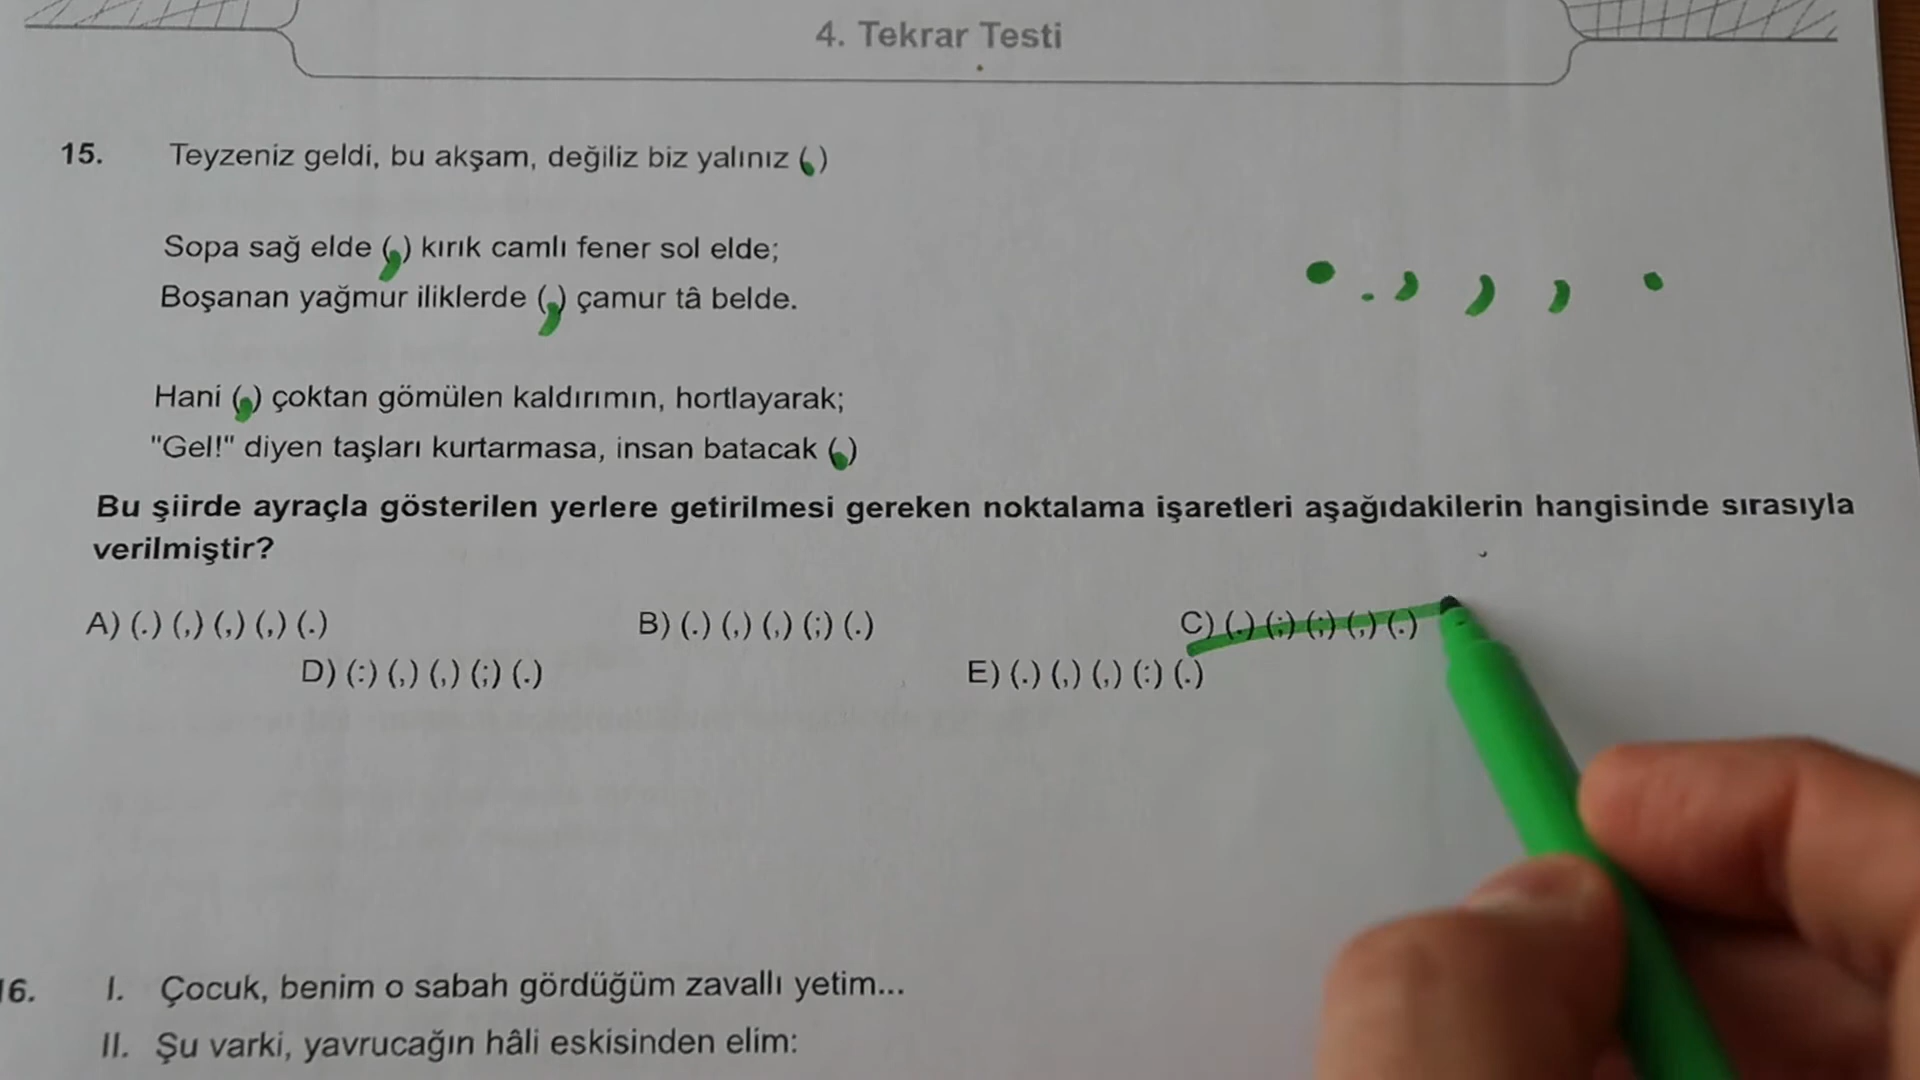 4. Tekrar Testi
15. Teyzeniz geldi, bu akşam, değiliz biz yalınız (.)
Sopa sağ elde (,) kırık camlı fener sol elde;
Boşanan yağmur iliklerde (,) çamur tâ belde.
Hani (,) çoktan gömülen kaldırımın, hortlayarak;
"Gel!" diyen taşları kurtarmasa, insan batacak (.)
. . , , , .
Bu şiirde ayraçla gösterilen yerlere getirilmesi gereken noktalama işaretleri aşağıdakilerin hangisinde sırasıyla
verilmiştir?
A) (.) (,) (,) (,) (.) B) (.) (,) (,) (;) (.) C) (.) (;) (;) (,) (.)
D) (:) (,) (,) (;) (.) E) (.) (,) (,) (:) (.)
16. I. Çocuk, benim o sabah gördüğüm zavallı yetim...
II. Şu varki, yavrucağın hâli eskisinden elim: